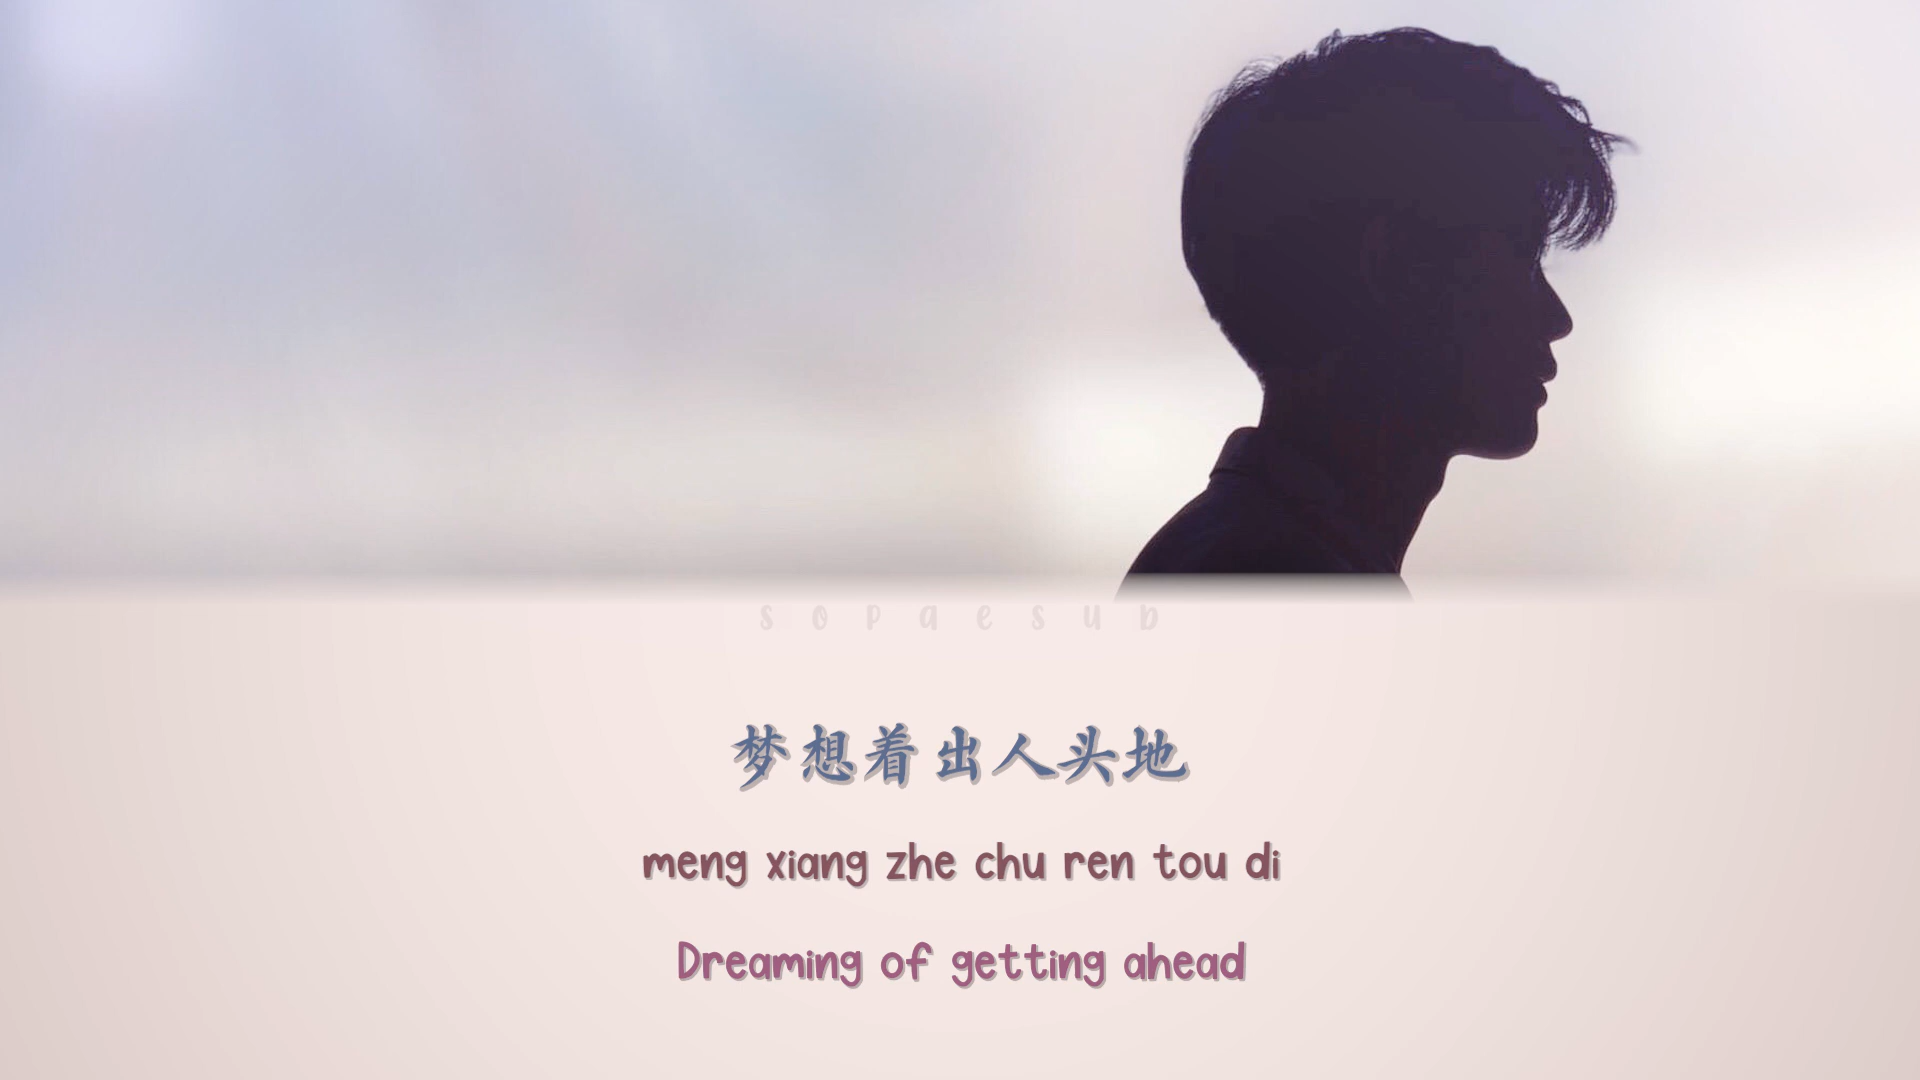 sopaesub
梦想着出人头地
meng xiang zhe chu ren tou di
Dreaming of getting ahead